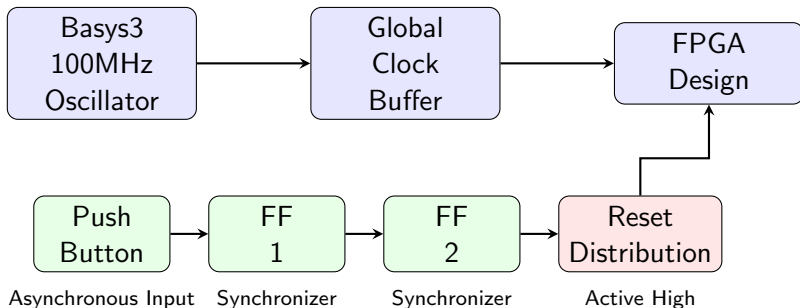 Basys3
100MHz
Oscillator
Global
Clock
Buffer
FPGA
Design
Push
Button
FF
1
FF
2
Reset
Distribution
Asynchronous Input
Synchronizer
Synchronizer
Active High